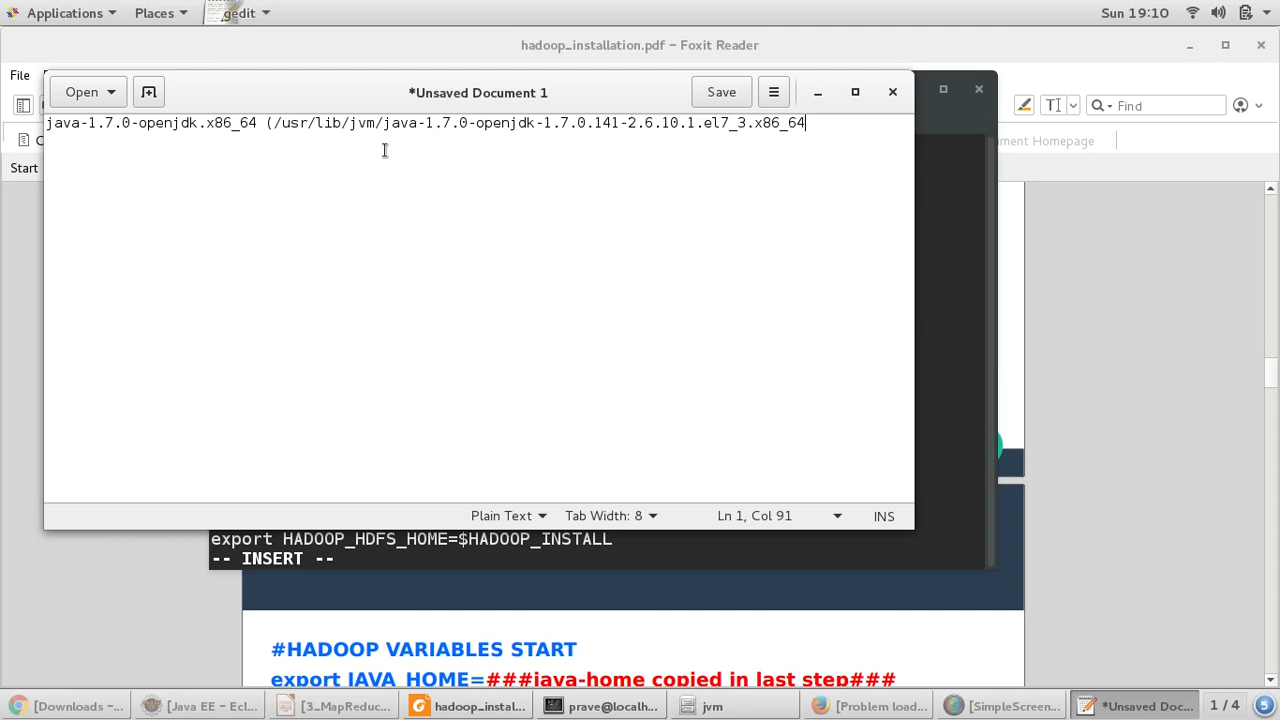 Applications Places gedit Sun 19:10
hadoop_installation.pdf – Foxit Reader
File
Open *Unsaved Document 1 Save
Find
java-1.7.0-openjdk.x86_64 (/usr/lib/jvm/java-1.7.0-openjdk-1.7.0.141-2.6.10.1.el7_3.x86_64
C ument Homepage
Start
Plain Text Tab Width: 8 Ln 1, Col 91 INS
export HADOOP_HDFS_HOME=$HADOOP_INSTALL
-- INSERT --
#HADOOP VARIABLES START
export JAVA_HOME=###java-home copied in last step###
[Downloads -... [Java EE - Ecl... [3_MapReduc... hadoop_instal... prave@localh... jvm [Problem load... [SimpleScreen... *Unsaved Doc... 1 / 4 5